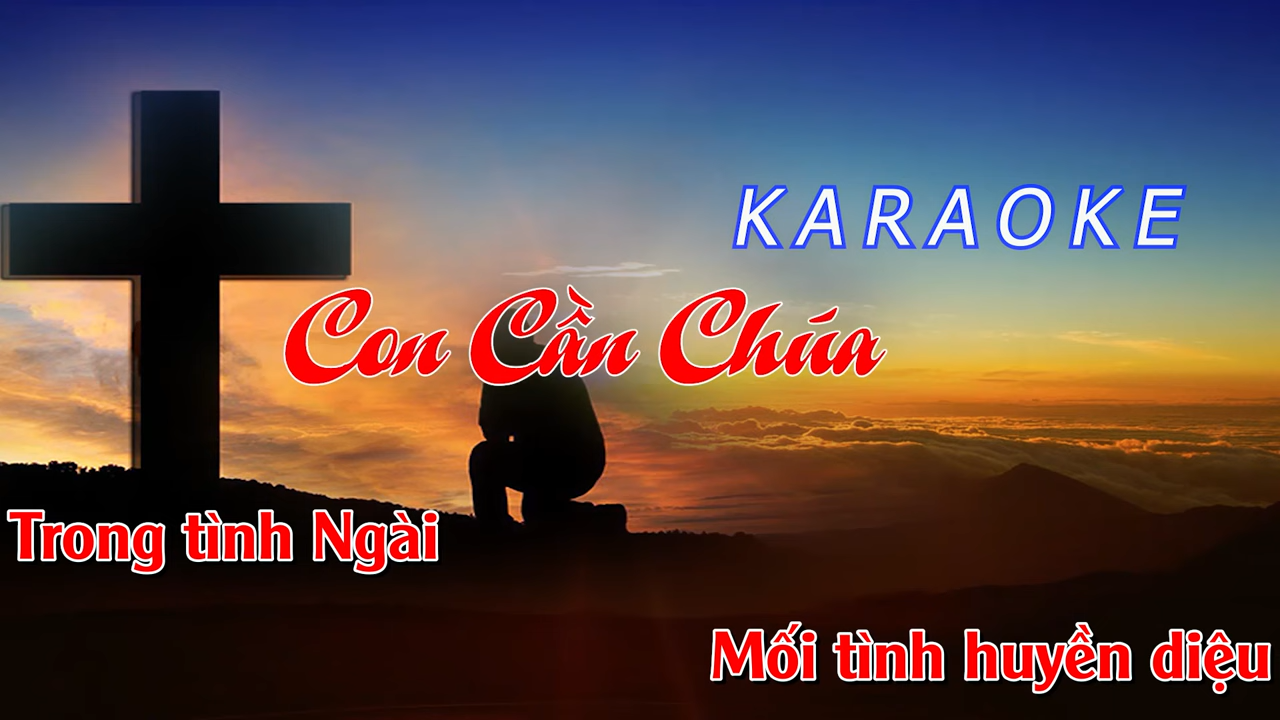 KARAOKE
Con Cần Chúa
Trong tình Ngài
Mối tình huyền diệu